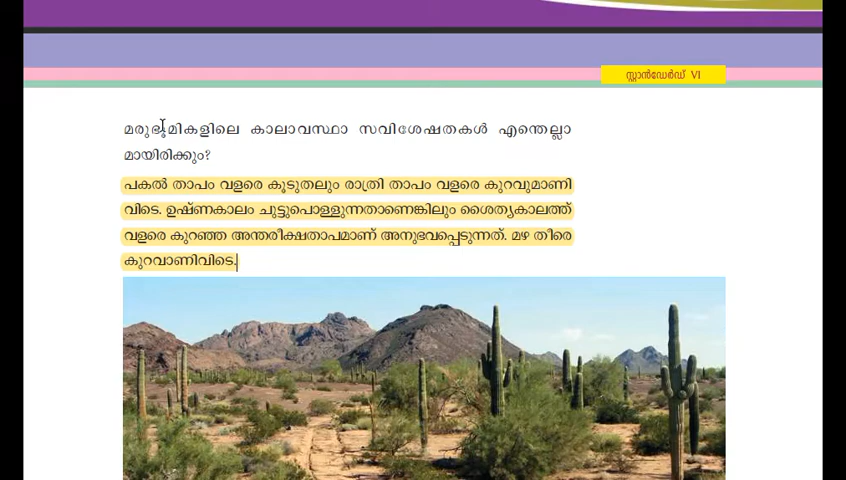 സ്റ്റാൻഡേർഡ് VI
മരുഭൂമികളിലെ കാലാവസ്ഥാ സവിശേഷതകൾ എന്തെല്ലാ
മായിരിക്കും?
പകൽ താപം വളരെ കൂടുതലും രാത്രി താപം വളരെ കുറവുമാണി
വിടെ. ഉഷ്ണകാലം ചുട്ടുപൊള്ളുന്നതാണെങ്കിലും ശൈത്യകാലത്ത്
വളരെ കുറഞ്ഞ അന്തരീക്ഷതാപമാണ് അനുഭവപ്പെടുന്നത്. മഴ തീരെ
കുറവാണിവിടെ.